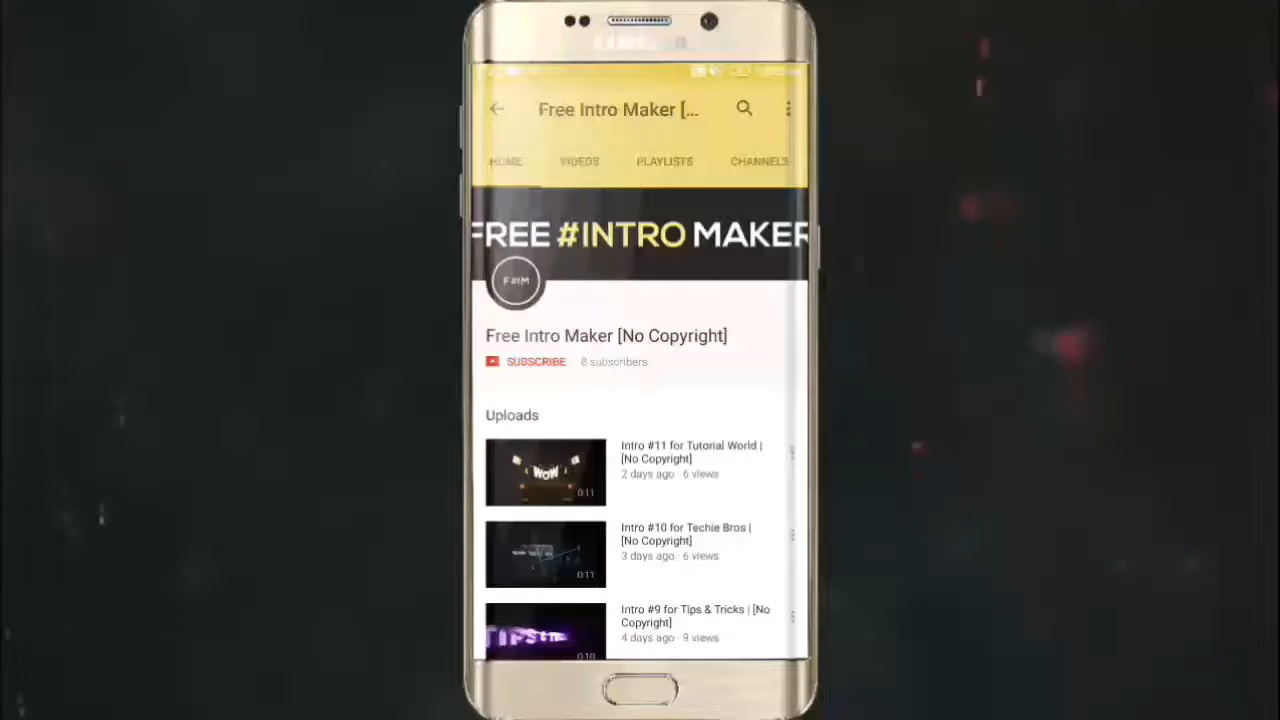 Free Intro Maker [...
HOME VIDEOS PLAYLISTS CHANNELS
FREE #INTRO MAKER
F #IM
Free Intro Maker [No Copyright]
SUBSCRIBE 8 subscribers
Uploads
Intro #11 for Tutorial World |
[No Copyright]
2 days ago · 6 views
WOW
0:11
Intro #10 for Techie Bros |
[No Copyright]
3 days ago · 6 views
0:11
Intro #9 for Tips & Tricks | [No
Copyright]
4 days ago · 9 views
0:10